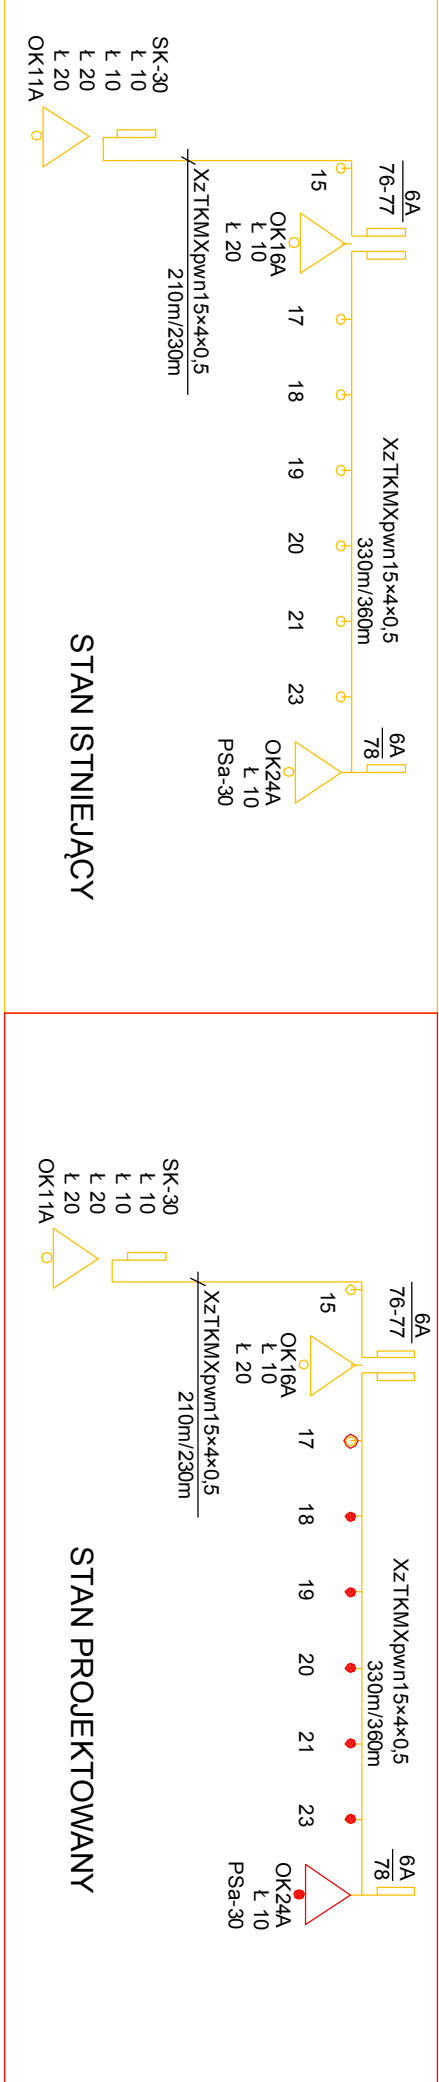 6A
76-77
15
OK16A
Ł 10
Ł 20
XzTKMXpwn15×4×0,5
210m/230m
SK-30
Ł 10
Ł 10
Ł 20
Ł 20
OK11A
17
18
19
20
21
23
XzTKMXpwn15×4×0,5
330m/360m
6A
78
OK24A
Ł 10
PSa-30
STAN ISTNIEJĄCY
6A
76-77
15
OK16A
Ł 10
Ł 20
XzTKMXpwn15×4×0,5
210m/230m
SK-30
Ł 10
Ł 10
Ł 20
Ł 20
OK11A
17
18
19
20
21
23
XzTKMXpwn15×4×0,5
330m/360m
6A
78
OK24A
Ł 10
PSa-30
STAN PROJEKTOWANY